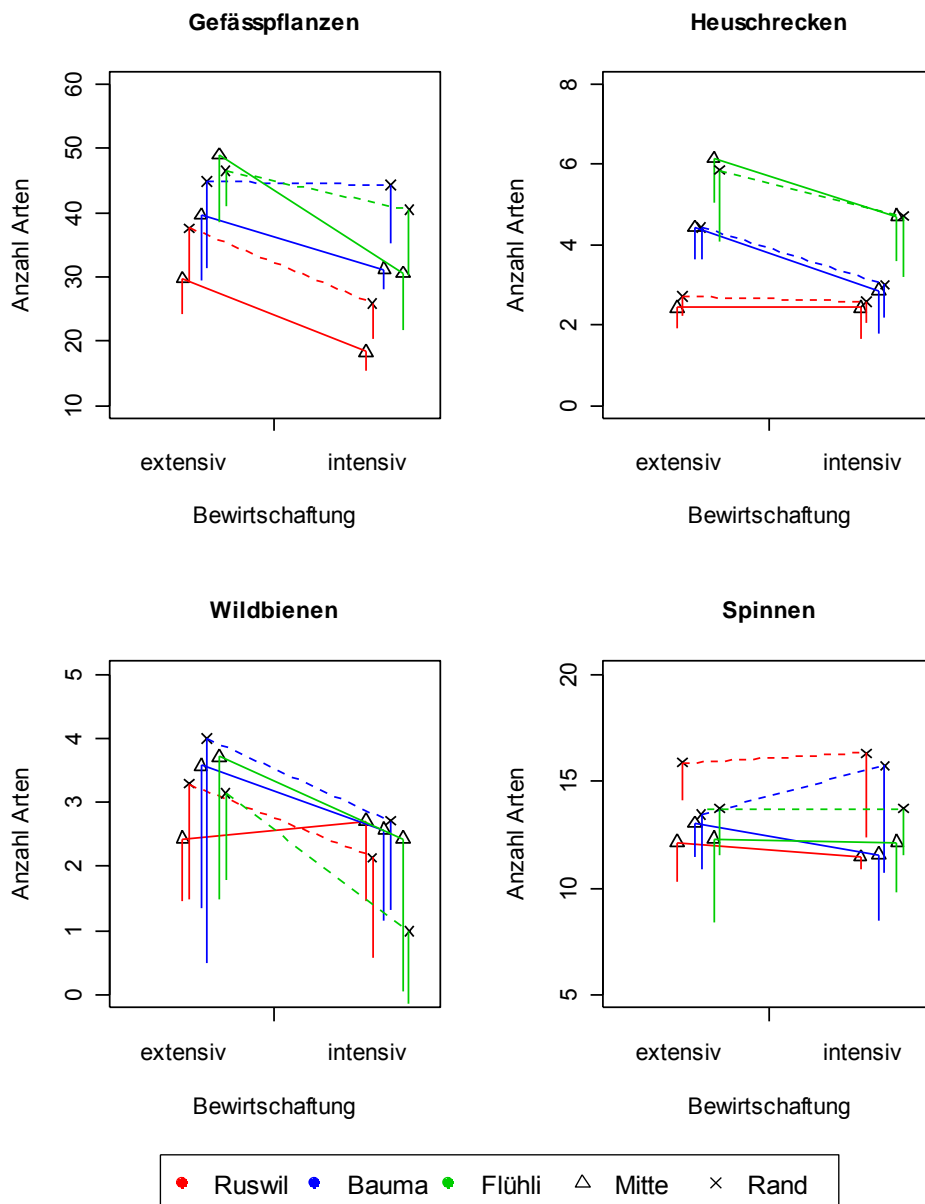 Gefässpflanzen
Anzahl Arten
60
50
40
30
20
10
extensiv intensiv
Bewirtschaftung
Heuschrecken
Anzahl Arten
8
6
4
2
0
extensiv intensiv
Bewirtschaftung
Wildbienen
Anzahl Arten
5
4
3
2
1
0
extensiv intensiv
Bewirtschaftung
Spinnen
Anzahl Arten
20
15
10
5
extensiv intensiv
Bewirtschaftung
Ruswil Bauma Flühli Mitte Rand